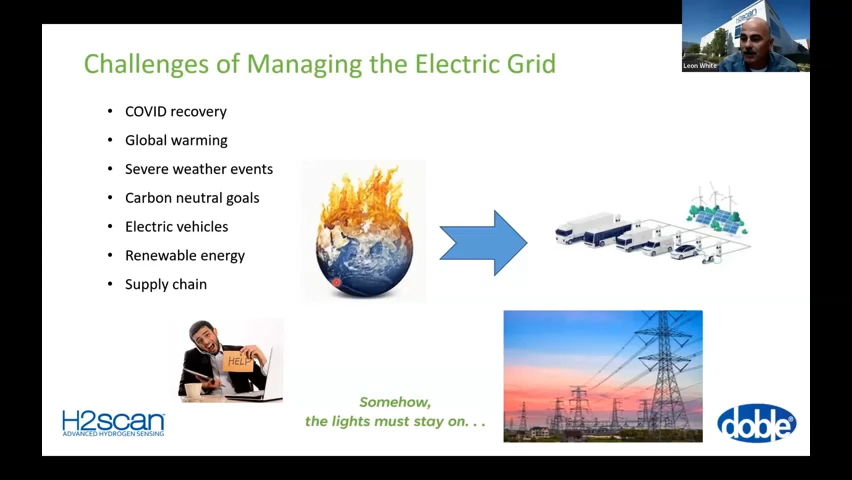 H2scan
Leon White
Challenges of Managing the Electric Grid
• COVID recovery
• Global warming
• Severe weather events
• Carbon neutral goals
• Electric vehicles
• Renewable energy
• Supply chain
HELP
Somehow,
the lights must stay on. . .
H2scan
ADVANCED HYDROGEN SENSING
doble